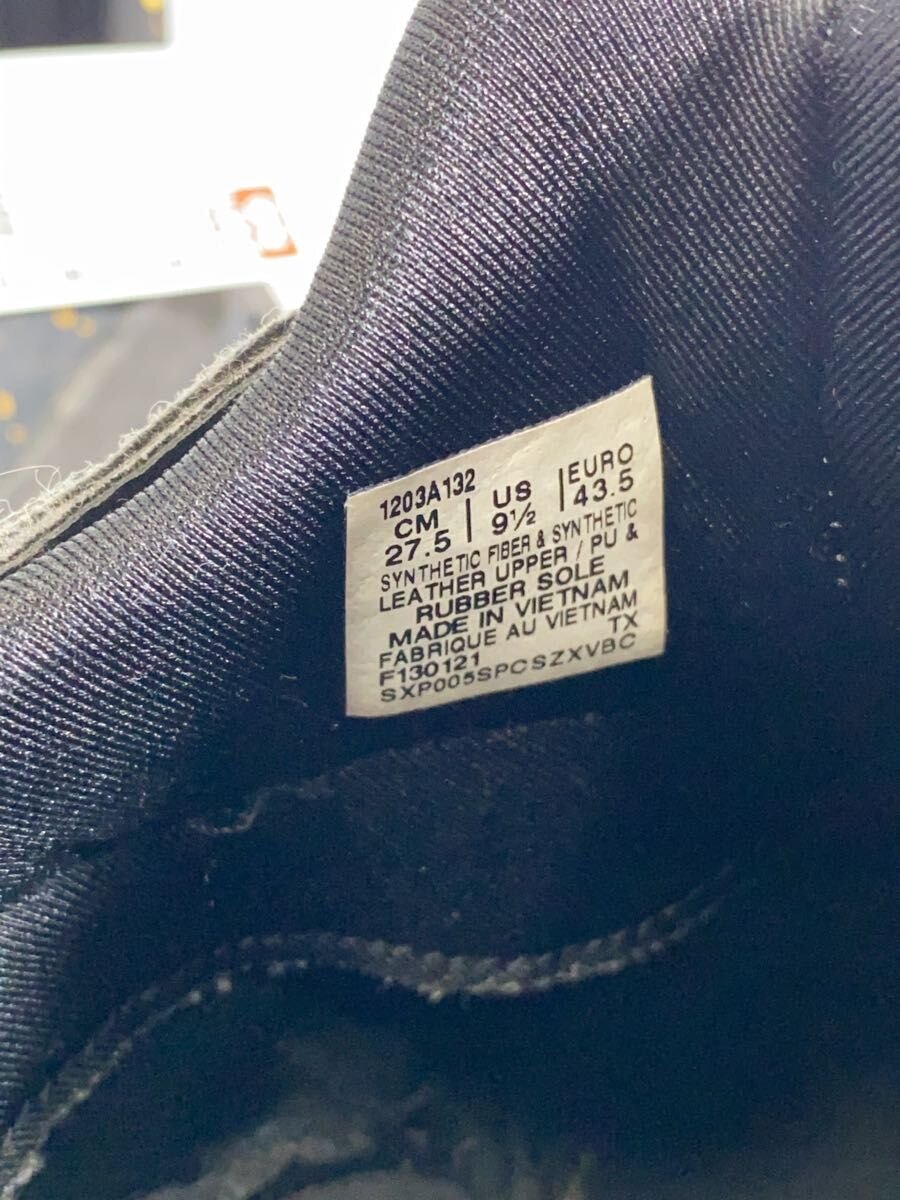 1203A132
CM | US | EURO
27.5 9½ 43.5
SYNTHETIC FIBER & SYNTHETIC
LEATHER UPPER / PU &
RUBBER SOLE
MADE IN VIETNAM
FABRIQUE AU VIETNAM
F130121 TX
SXP005SPCSZXVBC